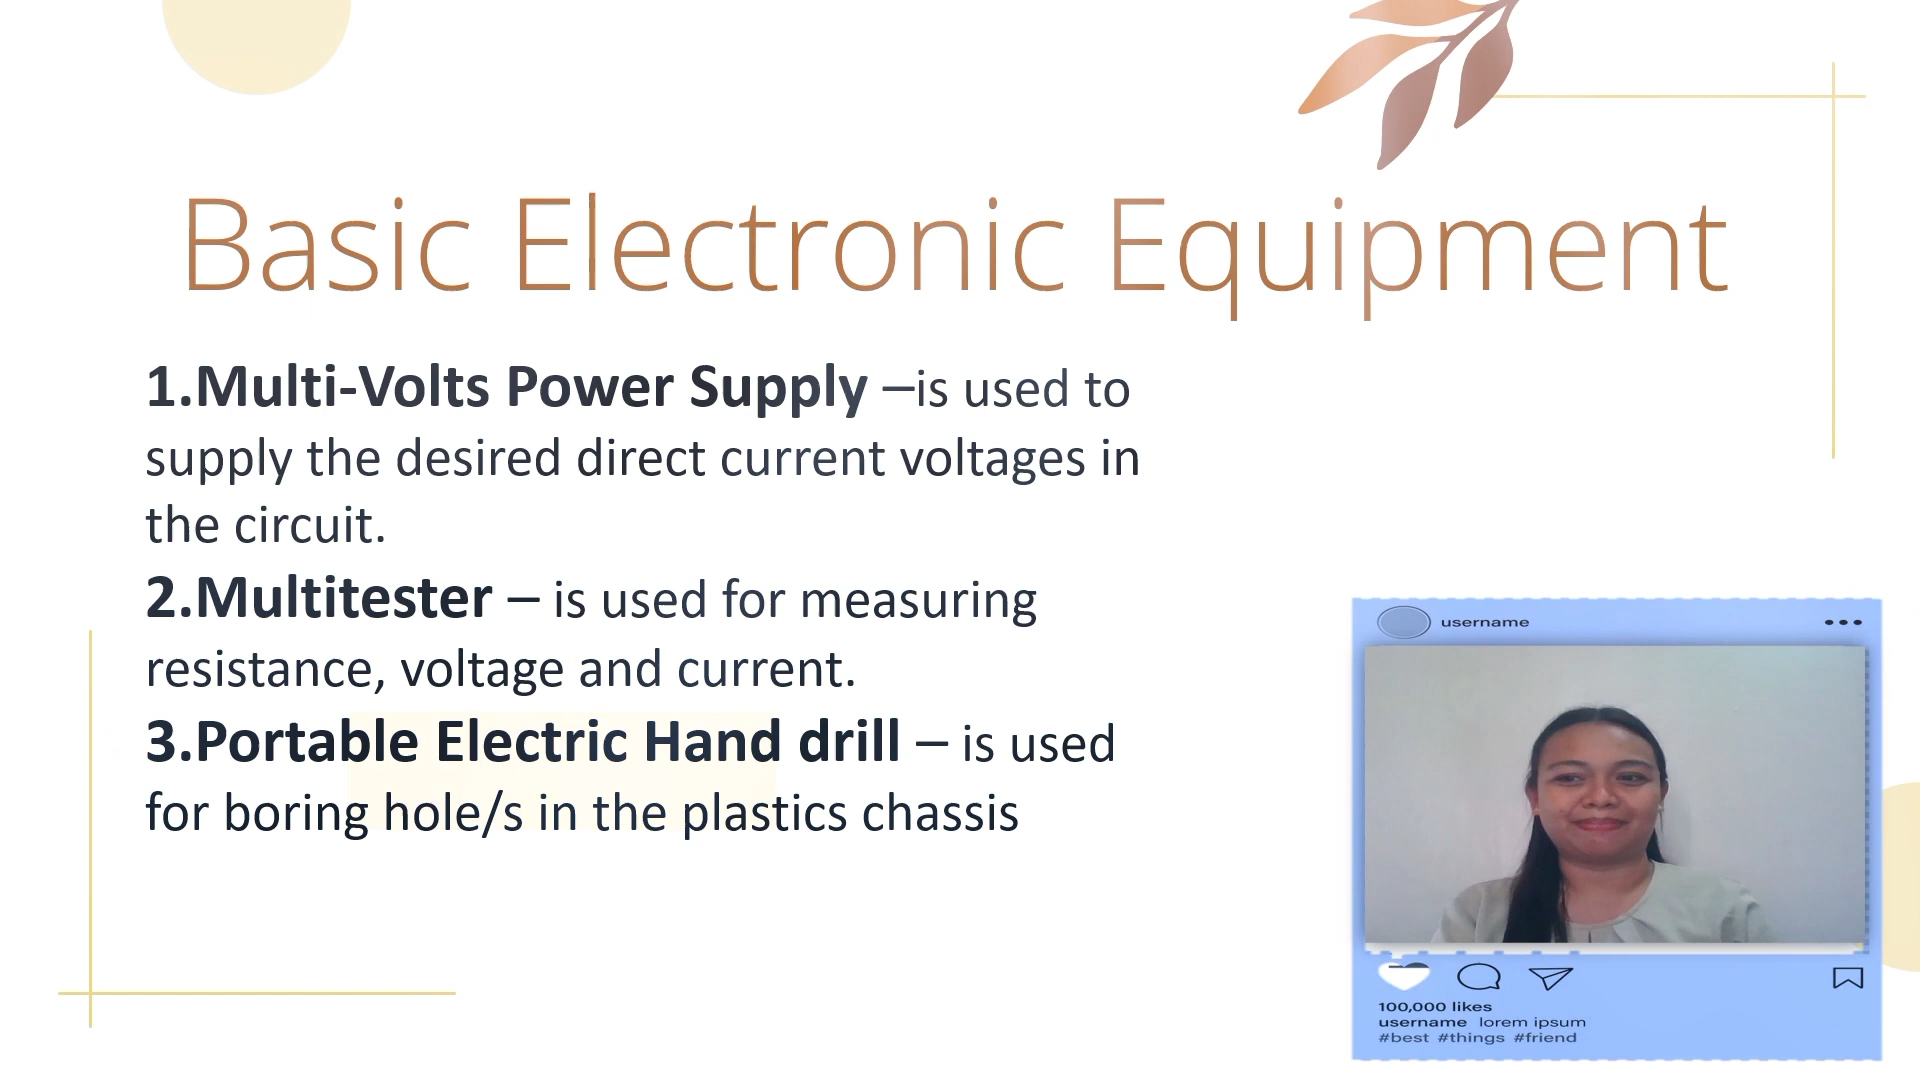 Basic Electronic Equipment
1.Multi-Volts Power Supply –is used to
supply the desired direct current voltages in
the circuit.
2.Multitester – is used for measuring
resistance, voltage and current.
3.Portable Electric Hand drill – is used
for boring hole/s in the plastics chassis
username
100,000 likes
username lorem ipsum
#best #things #friend